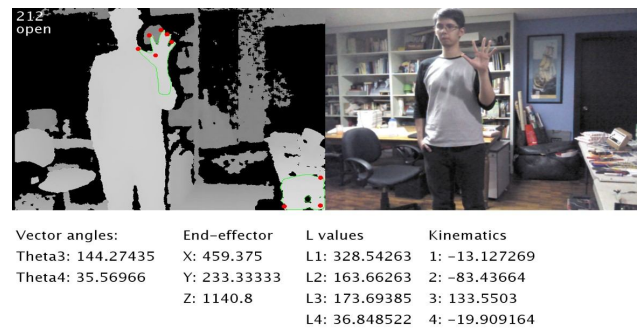 212
open
Vector angles: End-effector L values Kinematics
Theta3: 144.27435 X: 459.375 L1: 328.54263 1: -13.127269
Theta4: 35.56966 Y: 233.33333 L2: 163.66263 2: -83.43664
Z: 1140.8 L3: 173.69385 3: 133.5503
L4: 36.848522 4: -19.909164